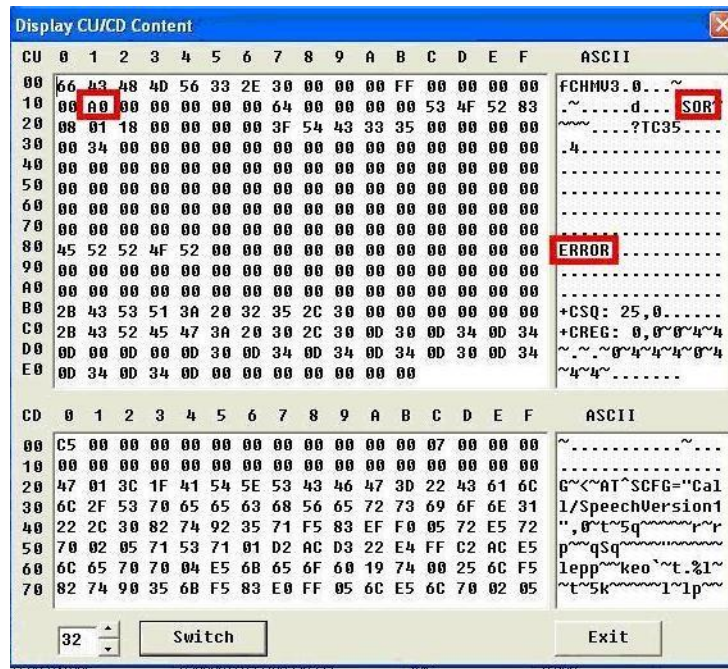 Display CU/CD Content
CU 0 1 2 3 4 5 6 7 8 9 A B C D E F ASCII
00 66 43 48 4D 56 33 2E 30 00 00 00 FF 00 00 00 00 fCHMV3.0...~....
10 00 A0 00 00 00 00 00 64 00 00 00 00 53 4F 52 83 .~.....d....SOR~
20 08 01 18 00 00 00 00 3F 54 43 33 35 00 00 00 00 ~~~....?TC35....
30 00 34 00 00 00 00 00 00 00 00 00 00 00 00 00 00 .4..............
40 00 00 00 00 00 00 00 00 00 00 00 00 00 00 00 00 ................
50 00 00 00 00 00 00 00 00 00 00 00 00 00 00 00 00 ................
60 00 00 00 00 00 00 00 00 00 00 00 00 00 00 00 00 ................
70 00 00 00 00 00 00 00 00 00 00 00 00 00 00 00 00 ................
80 45 52 52 4F 52 00 00 00 00 00 00 00 00 00 00 00 ERROR...........
90 00 00 00 00 00 00 00 00 00 00 00 00 00 00 00 00 ................
A0 00 00 00 00 00 00 00 00 00 00 00 00 00 00 00 00 ................
B0 2B 43 53 51 3A 20 32 35 2C 30 00 00 00 00 00 00 +CSQ: 25,0......
C0 2B 43 52 45 47 3A 20 30 2C 30 0D 30 0D 34 0D 34 +CREG: 0,0~0~4~4
D0 0D 00 0D 00 0D 30 0D 34 0D 34 0D 34 0D 30 0D 34 ~.~.~0~4~4~4~0~4
E0 0D 34 0D 34 0D 00 00 00 00 00 00 00 ~4~4~.......
CD 0 1 2 3 4 5 6 7 8 9 A B C D E F ASCII
00 C5 00 00 00 00 00 00 00 00 00 00 00 07 00 00 00 ~...........~...
10 00 00 00 00 00 00 00 00 00 00 00 00 00 00 00 00 ................
20 47 01 3C 1F 41 54 5E 53 43 46 47 3D 22 43 61 6C G~<~AT^SCFG="Cal
30 6C 2F 53 70 65 65 63 68 56 65 72 73 69 6F 6E 31 l/SpeechVersion1
40 22 2C 30 82 74 92 35 71 F5 83 EF F0 05 72 E5 72 ",0~t~5q~~~~~r~r
50 70 02 05 71 53 71 01 D2 AC D3 22 E4 FF C2 AC E5 p~~qSq~~~~"~~~~~
60 6C 65 70 70 04 E5 6B 65 6F 60 19 74 00 25 6C F5 lepp~~keo`~t.%l~
70 82 74 90 35 6B F5 83 E0 FF 05 6C E5 6C 70 02 05 ~t~5k~~~~~l~lp~~
32 Switch Exit